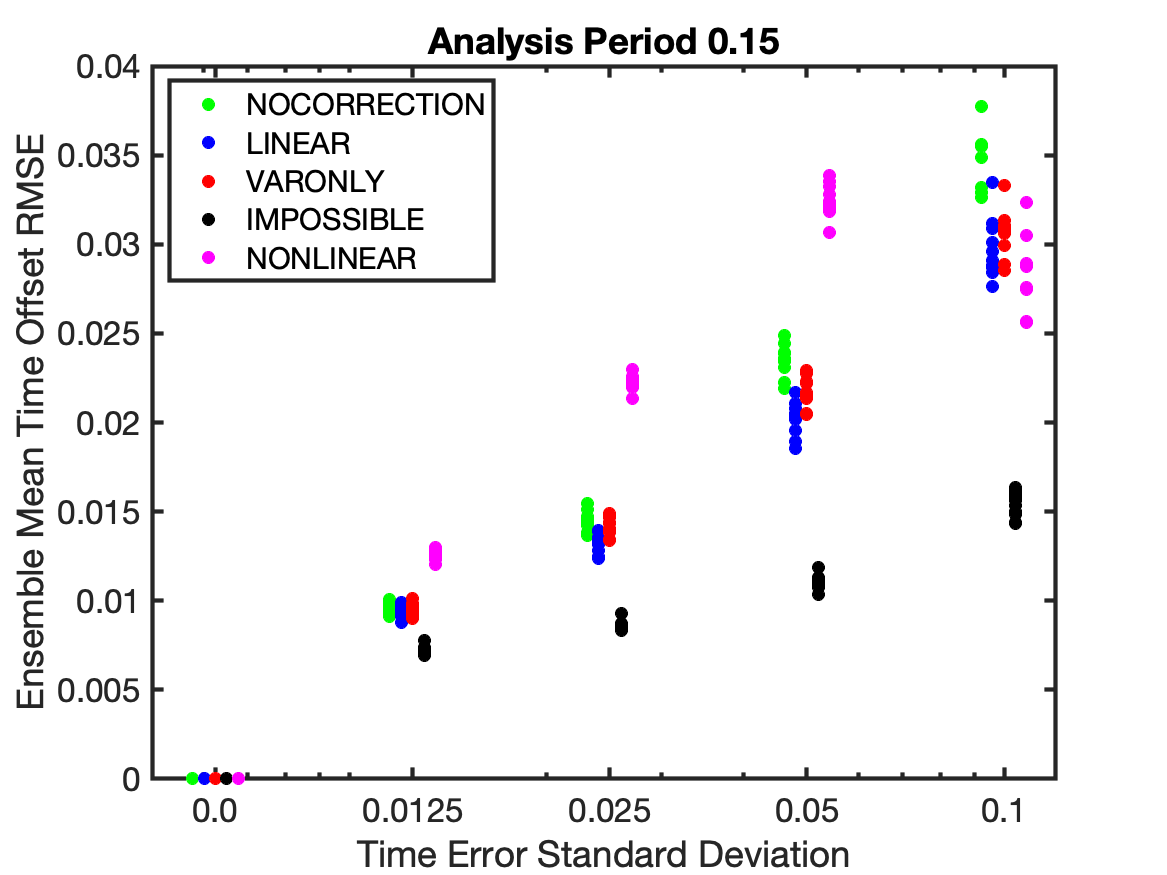 Analysis Period 0.15
NOCORRECTION
LINEAR
VARONLY
IMPOSSIBLE
NONLINEAR
0.04
0.035
0.03
0.025
0.02
0.015
0.01
0.005
0
Ensemble Mean Time Offset RMSE
0.0 0.0125 0.025 0.05 0.1
Time Error Standard Deviation